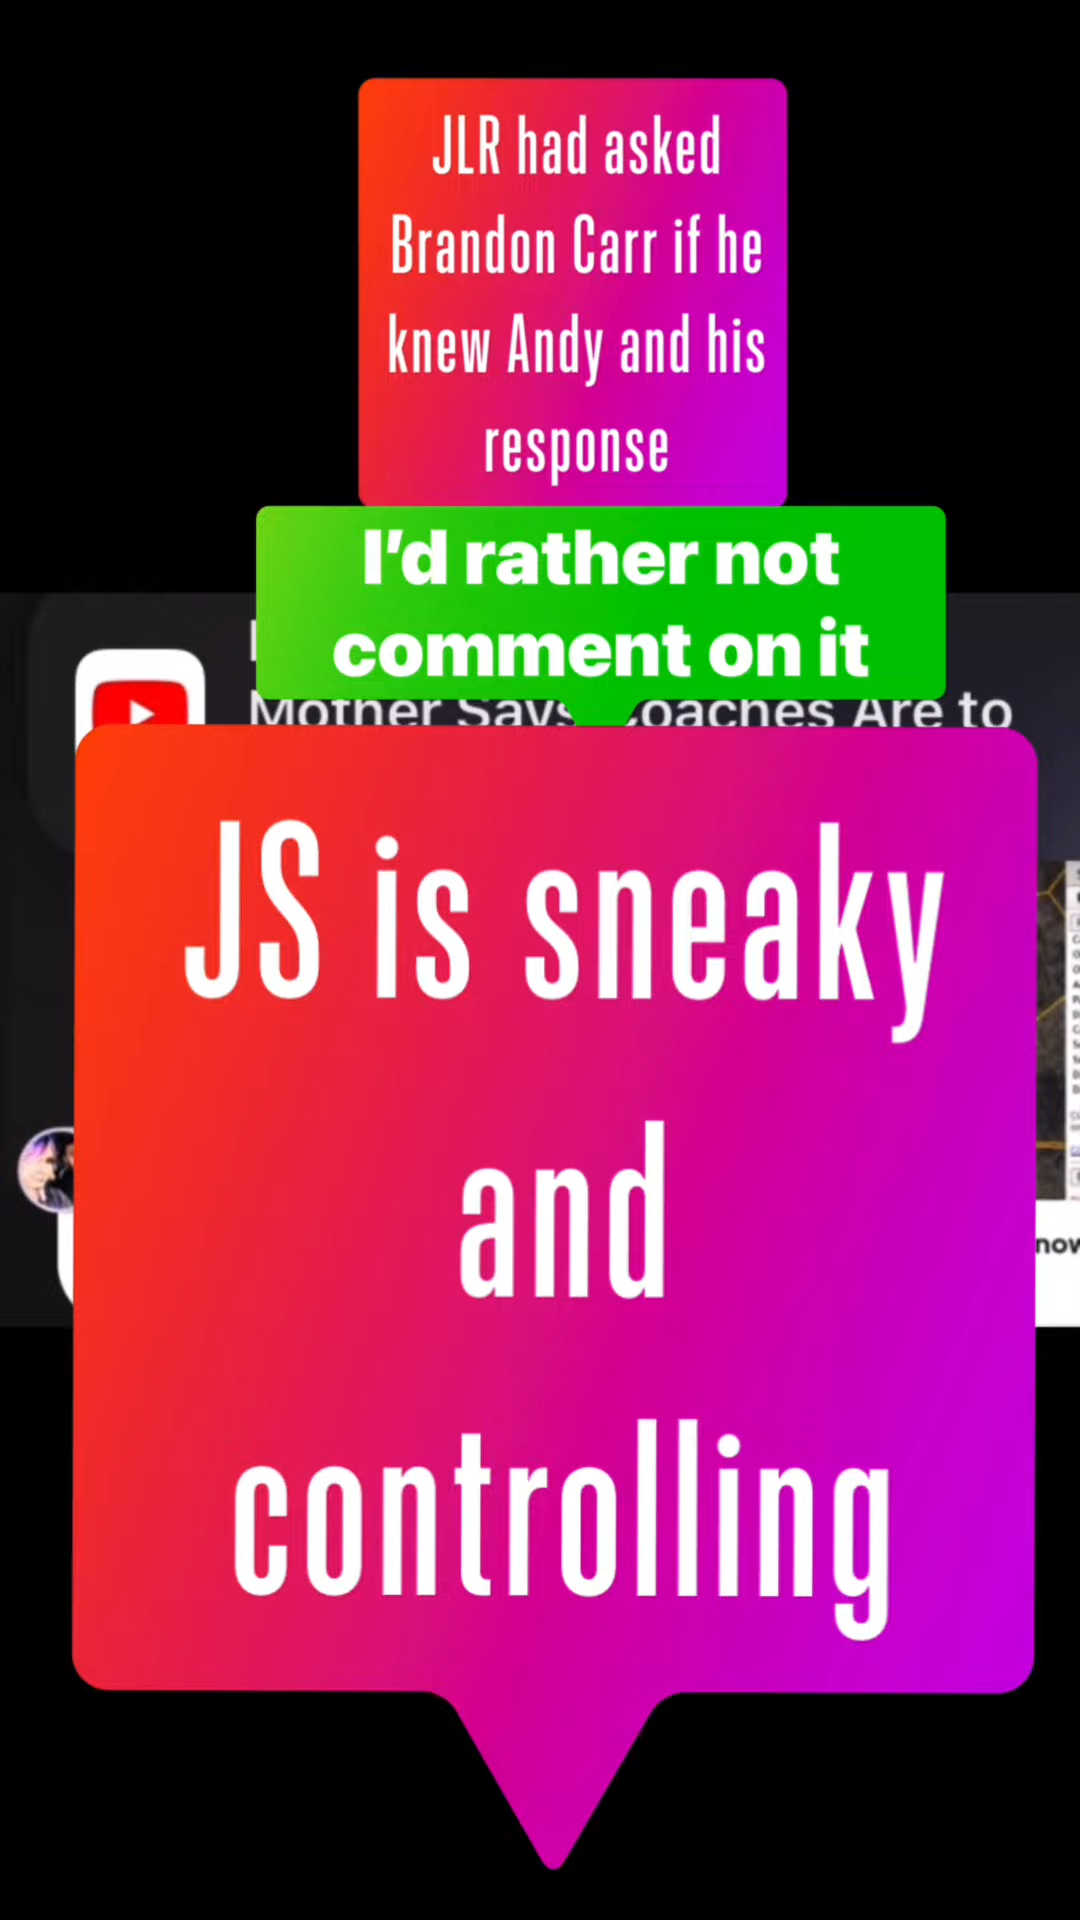 JLR had asked
Brandon Carr if he
knew Andy and his
response
I'd rather not
comment on it
Mother Says Coaches Are to
JS is sneaky
and
controlling